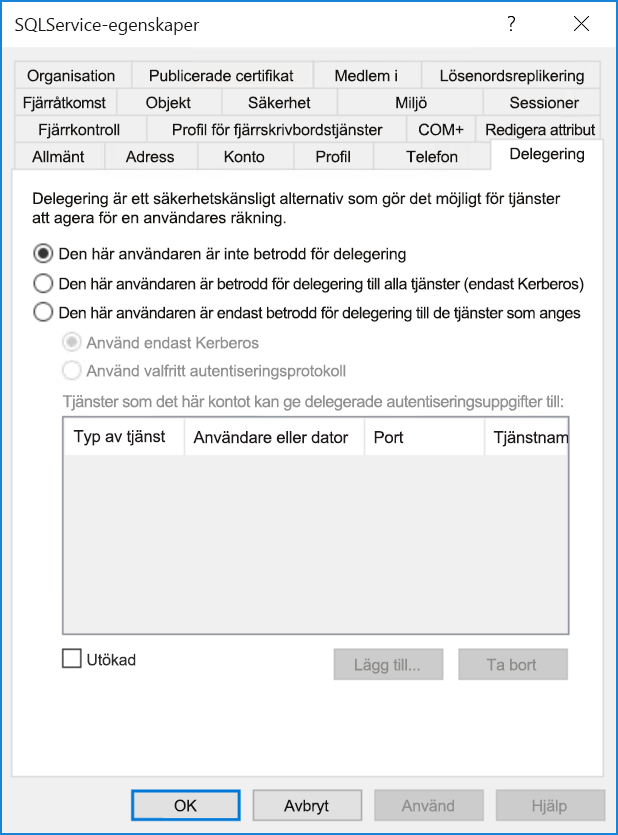 SQLService-egenskaper
?
Organisation Publicerade certifikat Medlem i Lösenordsreplikering
Fjärråtkomst Objekt Säkerhet Miljö Sessioner
Fjärrkontroll Profil för fjärrskrivbordstjänster COM+ Redigera attribut
Allmänt Adress Konto Profil Telefon Delegering
Delegering är ett säkerhetskänsligt alternativ som gör det möjligt för tjänster
att agera för en användares räkning.
Den här användaren är inte betrodd för delegering
Den här användaren är betrodd för delegering till alla tjänster (endast Kerberos)
Den här användaren är endast betrodd för delegering till de tjänster som anges
Använd endast Kerberos
Använd valfritt autentiseringsprotokoll
Tjänster som det här kontot kan ge delegerade autentiseringsuppgifter till:
Typ av tjänst Användare eller dator Port Tjänstnam
Utökad Lägg till... Ta bort
OK Avbryt Använd Hjälp